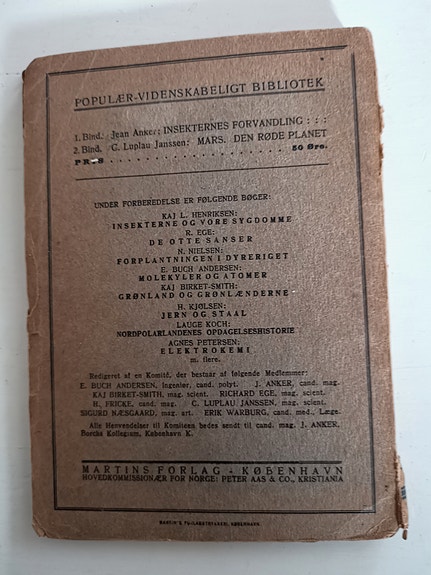 POPULÆR-VIDENSKABELIGT BIBLIOTEK
1. Bind. Jean Anker: INSEKTERNES FORVANDLING : : :
2. Bind. C. Luplau Janssen: MARS. DEN RØDE PLANET
PRIS . . . . . . . . . . . . . . . . . . . . . . . . 50 Øre.
UNDER FORBEREDELSE ER FØLGENDE BØGER:
KAJ L. HENRIKSEN:
INSEKTERNE OG VORE SYGDOMME
R. EGE:
DE OTTE SANSER
N. NIELSEN:
FORPLANTNINGEN I DYRERIGET
E. BUCH ANDERSEN:
MOLEKYLER OG ATOMER
KAJ BIRKET-SMITH:
GRØNLAND OG GRØNLÆNDERNE
H. KJØLSEN:
JERN OG STAAL
LAUGE KOCH:
NORDPOLARLANDENES OPDAGELSESHISTORIE
AGNES PETERSEN:
ELEKTROKEMI
m. flere.
Redigeret af en Komité, der bestaar af følgende Medlemmer:
E. BUCH ANDERSEN, Ingeniør, cand. polyt. J. ANKER, cand. mag.
KAJ BIRKET-SMITH, mag. scient. RICHARD EGE, mag. scient.
H. FRICKE, cand. mag. C. LUPLAU JANSSEN, mag. scient.
SIGURD NÆSGAARD, mag. art. ERIK WARBURG, cand. med., Læge.
Alle Henvendelser til Komiteen bedes sendt til cand. mag. J. ANKER,
Borchs Kollegium, København K.
MARTINS FORLAG - KØBENHAVN
HOVEDKOMMISSIONÆR FOR NORGE: PETER AAS & CO., KRISTIANIA
KØBENHAVN